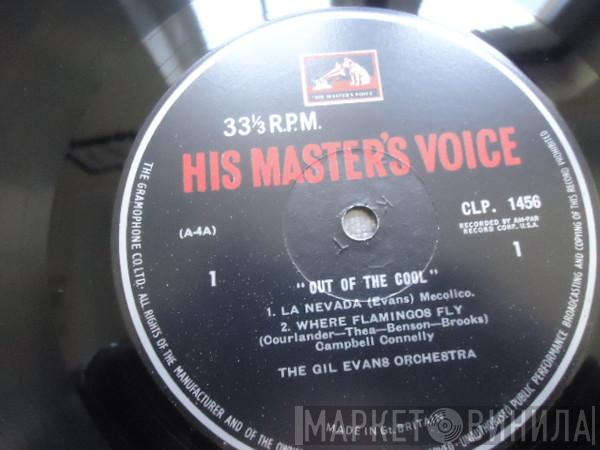 "HIS MASTER'S VOICE"
33⅓ R.P.M.
HIS MASTER'S VOICE
CLP. 1456
RECORDED BY AM-PAR
RECORD CORP. U.S.A.
(A-4A)
1
1
"OUT OF THE COOL"
1. LA NEVADA (Evans) Mecolico.
2. WHERE FLAMINGOS FLY
(Courlander—Thea—Benson—Brooks)
Campbell Connelly
THE GIL EVANS ORCHESTRA
MADE IN Gt. BRITAIN
THE GRAMOPHONE CO. LTD. ALL RIGHTS OF THE MANUFACTURER AND OF THE
UNAUTHORISED PUBLIC PERFORMANCE BROADCASTING AND COPYING OF THIS RECORD PROHIBITED
МАРКЕТ ВИНИЛА